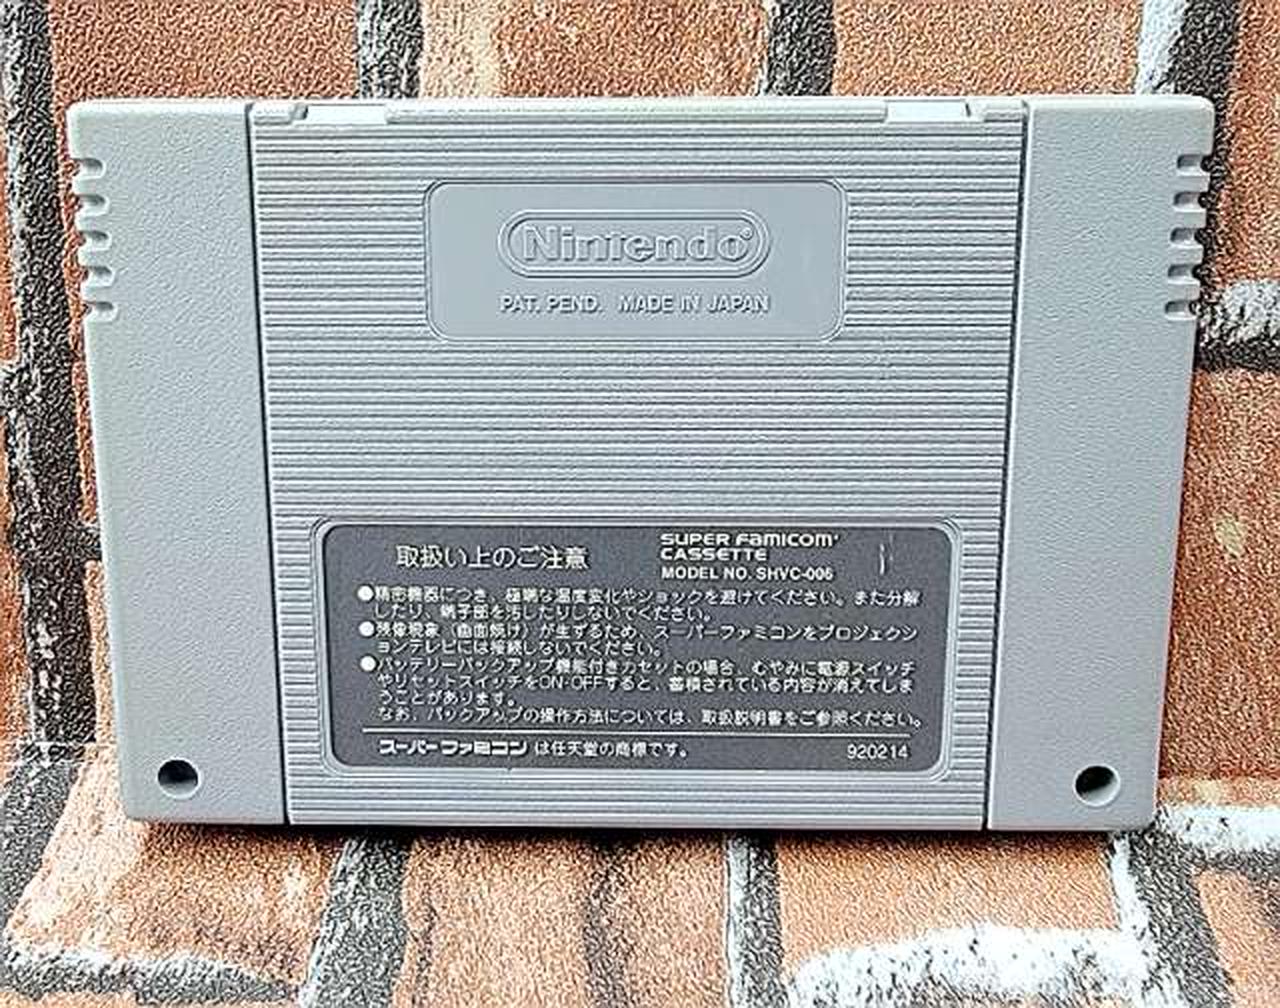 Nintendo®
PAT. PEND. MADE IN JAPAN
取扱い上のご注意
SUPER FAMICOM
CASSETTE
MODEL NO. SHVC-006
●精密機器につき、極端な温度変化やショックを避けてください。また分解
したり、端子部を汚したりしないでください。
●残像現象(画面焼け)が生ずるため、スーパーファミコンをプロジェクシ
ョンテレビには接続しないでください。
●バッテリーバックアップ機能付きカセットの場合、むやみに電源スイッチ
やリセットスイッチをON・OFFすると、蓄積されている内容が消えてしま
うことがあります。
なお、バックアップの操作方法については、取扱説明書をご参照ください。
スーパーファミコン は任天堂の商標です。
920214